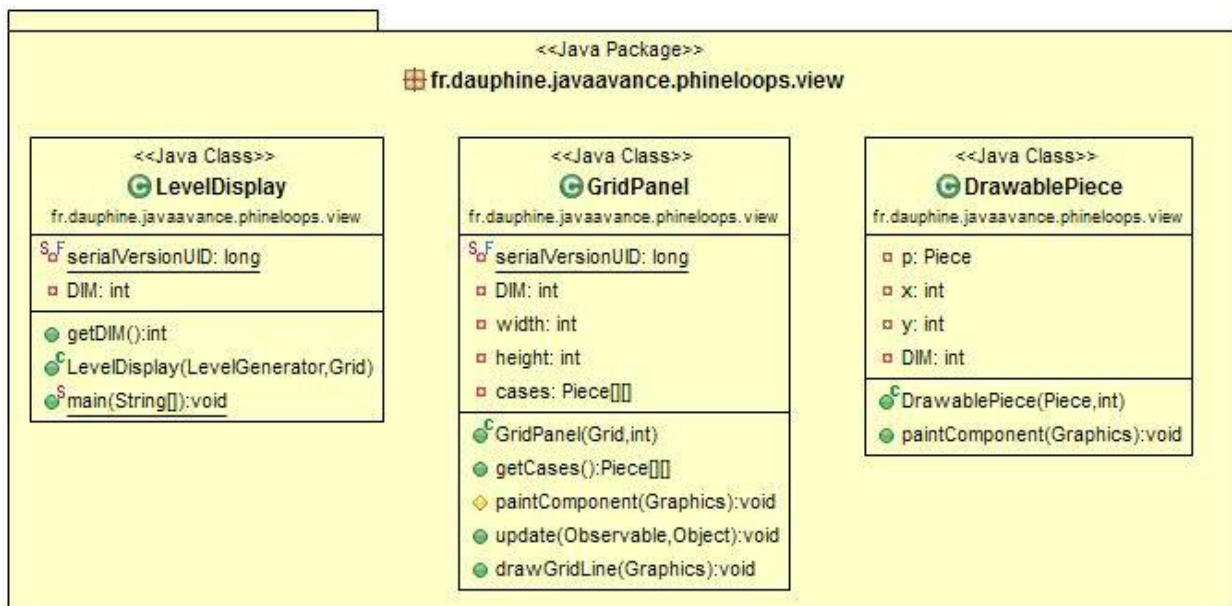 <<Java Package>>
fr.dauphine.javaavance.phineloops.view
<<Java Class>>
LevelDisplay
fr.dauphine.javaavance.phineloops.view
serialVersionUID: long
DIM: int
getDIM():int
LevelDisplay(LevelGenerator,Grid)
main(String[]):void
<<Java Class>>
GridPanel
fr.dauphine.javaavance.phineloops.view
serialVersionUID: long
DIM: int
width: int
height: int
cases: Piece[][]
GridPanel(Grid,int)
getCases():Piece[][]
paintComponent(Graphics):void
update(Observable,Object):void
drawGridLine(Graphics):void
<<Java Class>>
DrawablePiece
fr.dauphine.javaavance.phineloops.view
p: Piece
x: int
y: int
DIM: int
DrawablePiece(Piece,int)
paintComponent(Graphics):void